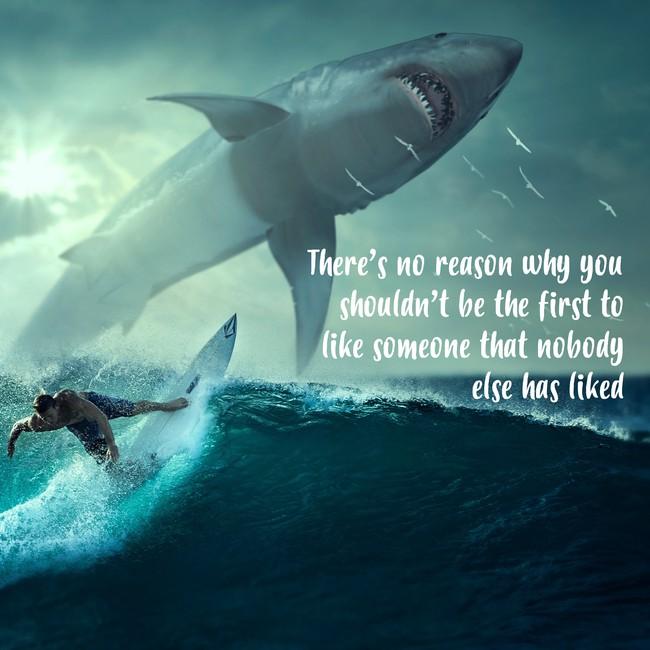 There's no reason why you
shouldn't be the first to
like someone that nobody
else has liked